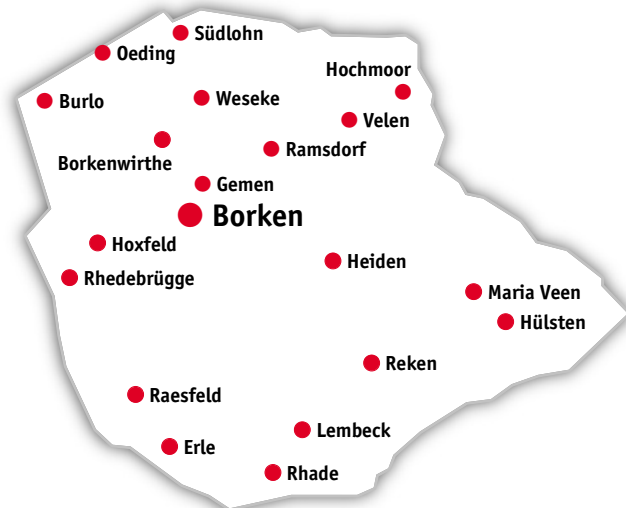 Südlohn
Oeding
Hochmoor
Burlo
Weseke
Velen
Borkenwirthe
Ramsdorf
Gemen
Borken
Hoxfeld
Heiden
Rhedebrügge
Maria Veen
Hülsten
Reken
Raesfeld
Lembeck
Erle
Rhade